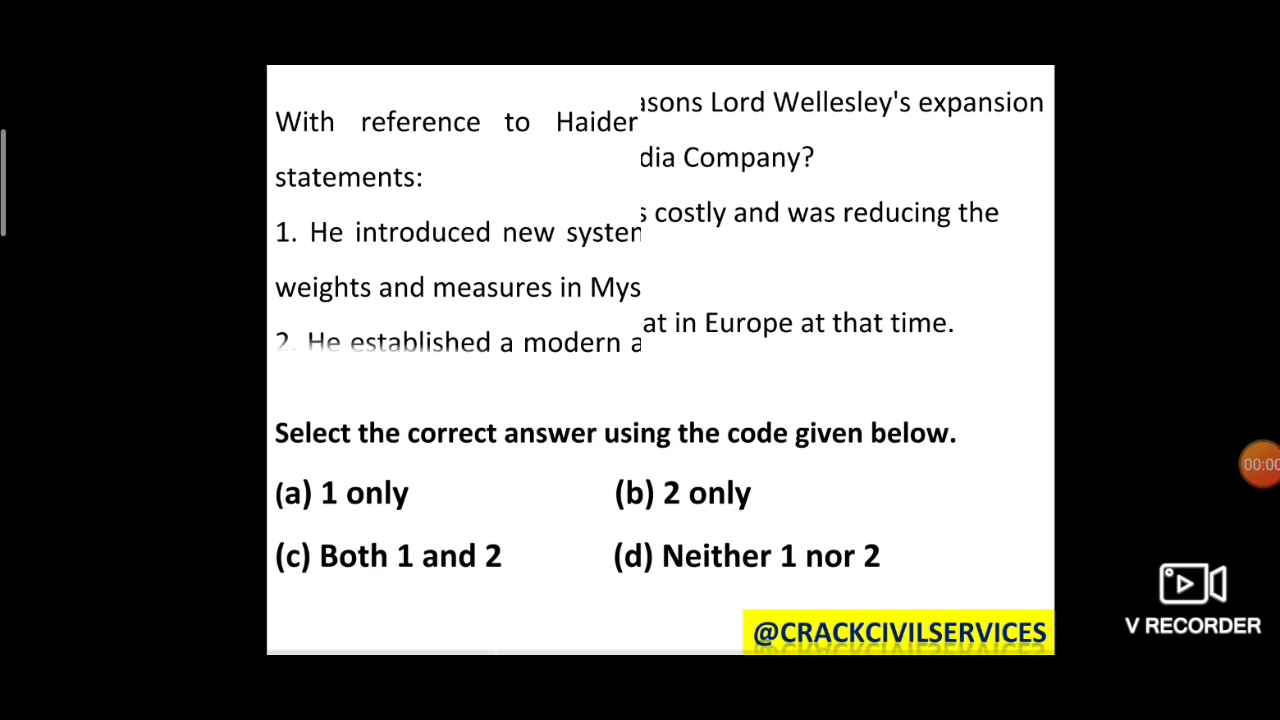 With reference to Haider
statements:
1. He introduced new system
weights and measures in Mys
2. He established a modern a
Lord Wellesley's expansion
Company?
costly and was reducing the
at in Europe at that time.
Select the correct answer using the code given below.
(a) 1 only (b) 2 only
(c) Both 1 and 2 (d) Neither 1 nor 2
@CRACKCIVILSERVICES
00:00
V RECORDER